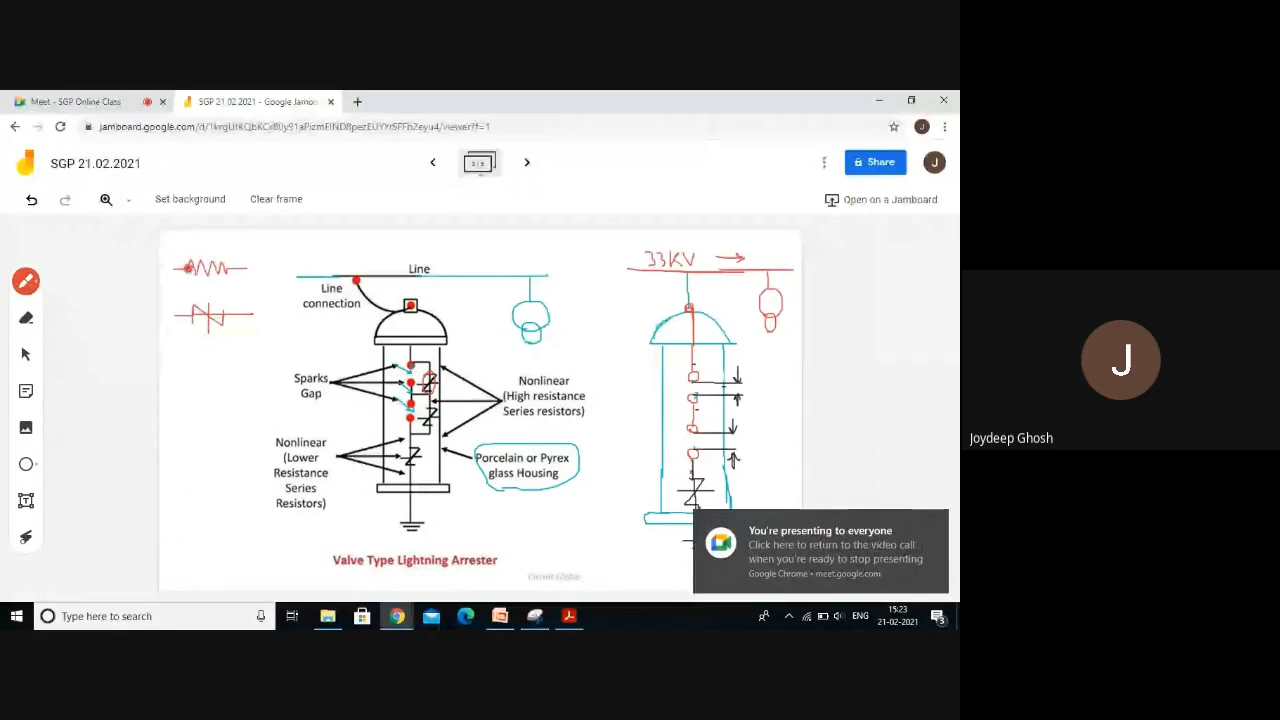 Meet - SGP Online Class
SGP 21.02.2021 - Google Jambo
SGP 21.02.2021
Share
Set background
Clear frame
Open on a Jamboard
33KV
Line
Line
connection
Sparks
Gap
Nonlinear
(High resistance
Series resistors)
Nonlinear
(Lower
Resistance
Series
Resistors)
Porcelain or Pyrex
glass Housing
Valve Type Lightning Arrester
Circuit Globe
J
Joydeep Ghosh
You're presenting to everyone
Click here to return to the video call
when you're ready to stop presenting
Google Chrome • meet.google.com
Type here to search
ENG
15:23
21-02-2021